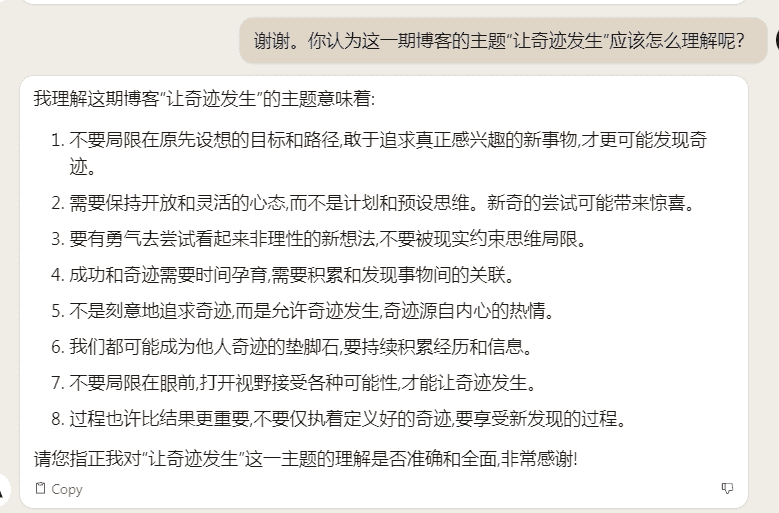 谢谢。你认为这一期博客的主题“让奇迹发生”应该怎么理解呢?
我理解这期博客“让奇迹发生”的主题意味着:
1. 不要局限在原先设想的目标和路径,敢于追求真正感兴趣的新事物,才更可能发现奇
迹。
2. 需要保持开放和灵活的心态,而不是计划和预设思维。新奇的尝试可能带来惊喜。
3. 要有勇气去尝试看起来非理性的新想法,不要被现实约束思维局限。
4. 成功和奇迹需要时间孕育,需要积累和发现事物间的关联。
5. 不是刻意地追求奇迹,而是允许奇迹发生,奇迹源自内心的热情。
6. 我们都可能成为他人奇迹的垫脚石,要持续积累经历和信息。
7. 不要局限在眼前,打开视野接受各种可能性,才能让奇迹发生。
8. 过程也许比结果更重要,不要仅执着定义好的奇迹,要享受新发现的过程。
请您指正我对“让奇迹发生”这一主题的理解是否准确和全面,非常感谢!
Copy